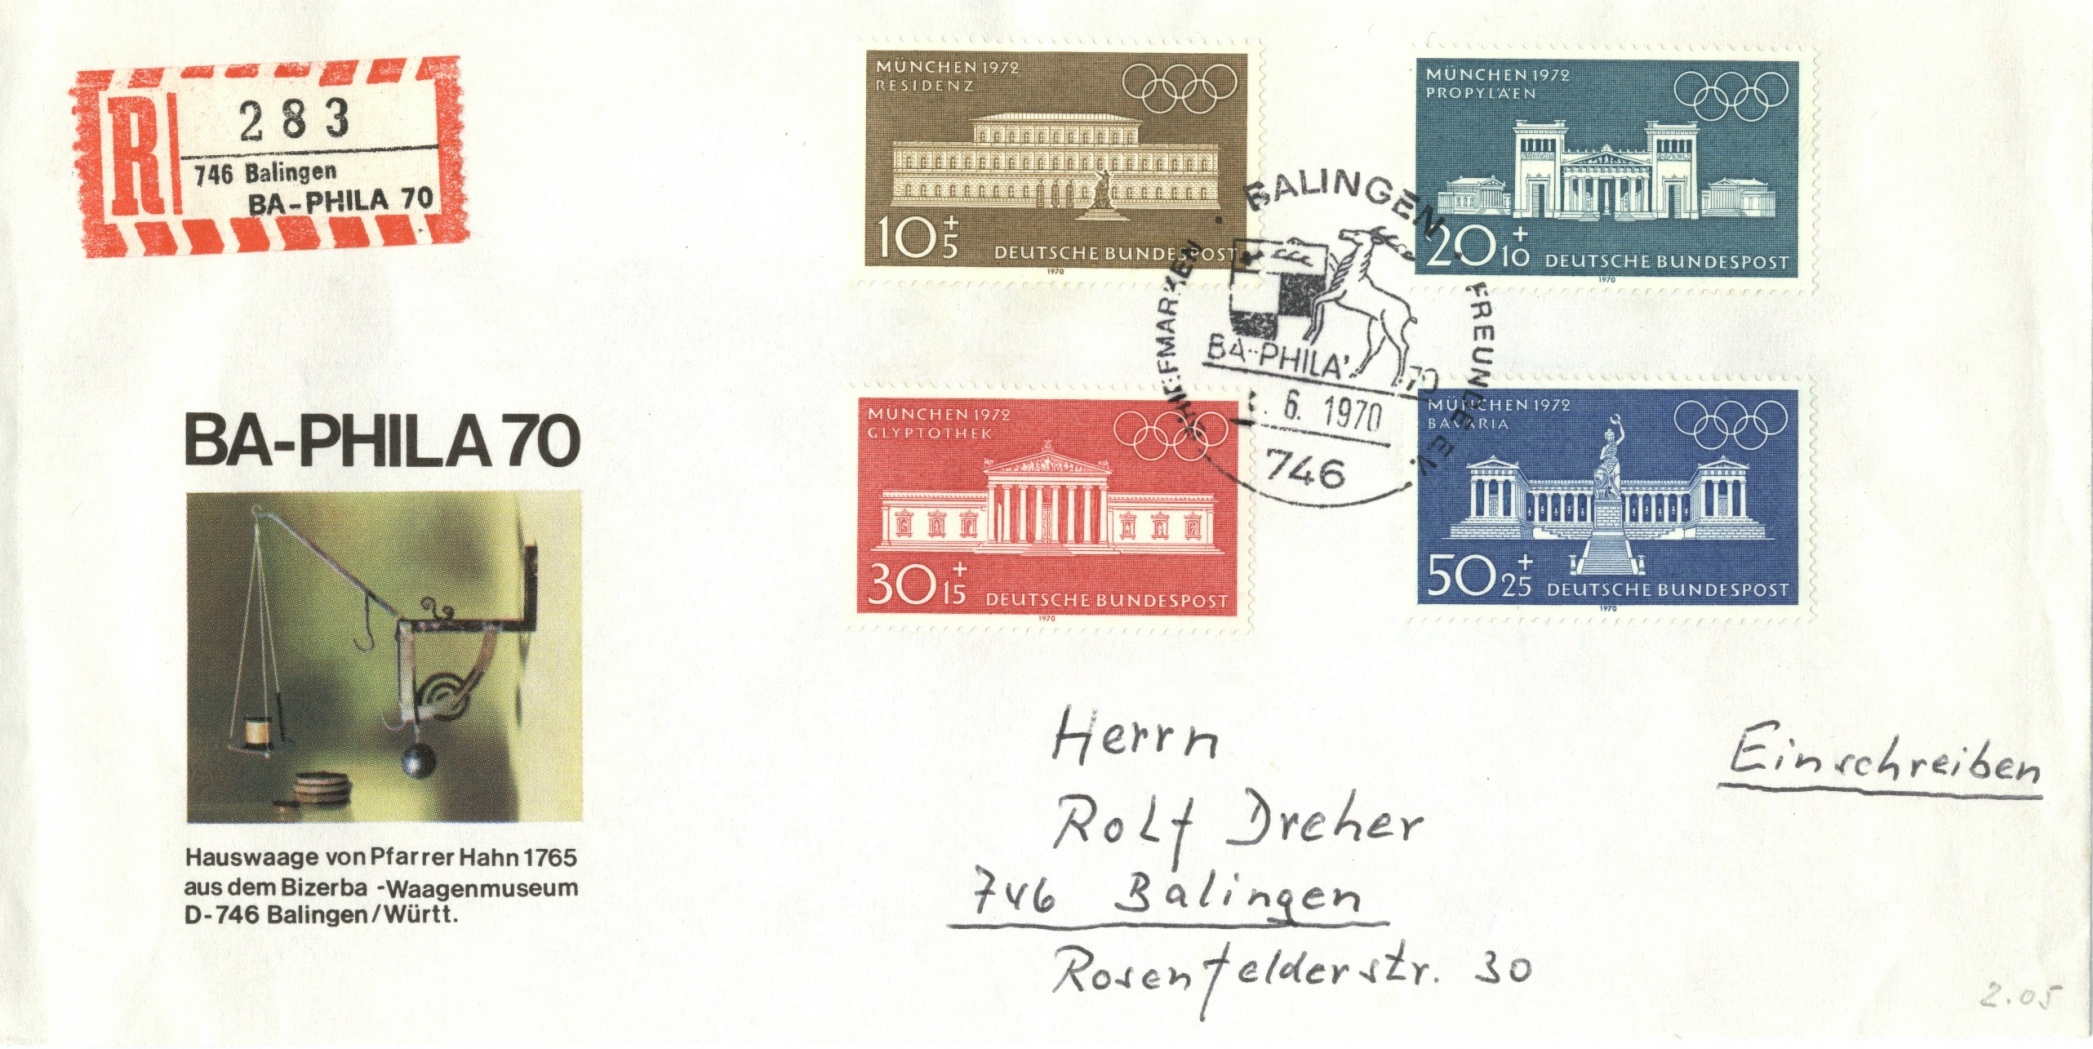 R
283
746 Balingen
BA-PHILA 70
MÜNCHEN 1972
RESIDENZ
10+5
DEUTSCHE BUNDESPOST
1970
MÜNCHEN 1972
PROPYLÄEN
20+10
DEUTSCHE BUNDESPOST
1970
BALINGEN
FREUNDE E.V.
BA-PHILA' 70
6. 1970
746
MÜNCHEN 1972
GLYPTOTHEK
30+15
DEUTSCHE BUNDESPOST
1970
MÜNCHEN 1972
BAVARIA
50+25
DEUTSCHE BUNDESPOST
1970
BA-PHILA 70
Hauswaage von Pfarrer Hahn 1765
aus dem Bizerba -Waagenmuseum
D-746 Balingen/Württ.
Herrn
Rolf Dreher
746 Balingen
Rosenfelderstr. 30
Einschreiben
2.05